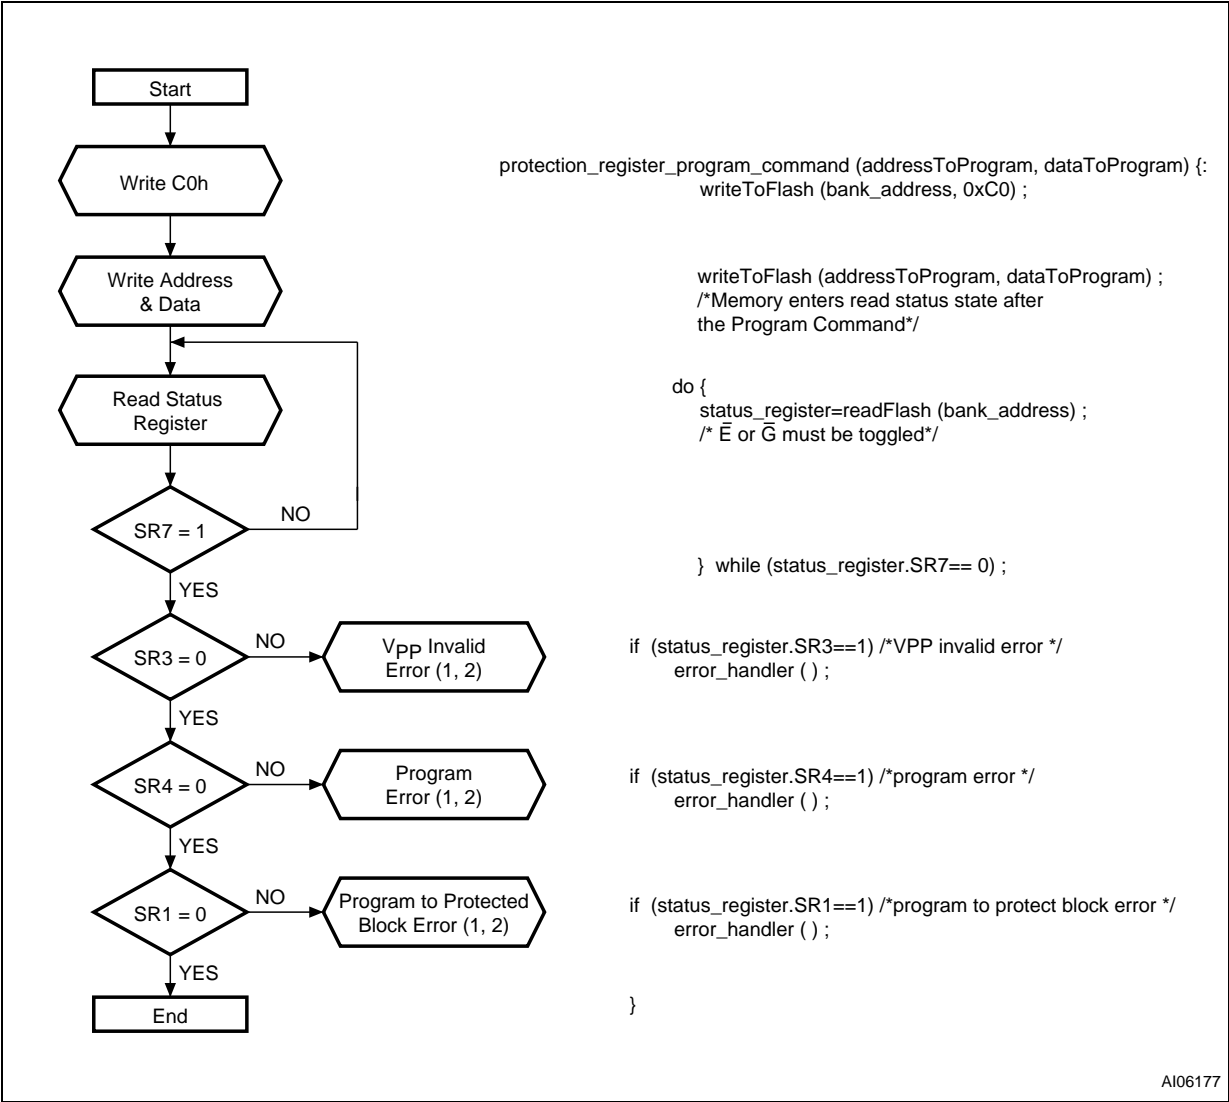 Start
Write C0h
protection_register_program_command (addressToProgram, dataToProgram) {:
writeToFlash (bank_address, 0xC0) ;
Write Address
& Data
writeToFlash (addressToProgram, dataToProgram) ;
/*Memory enters read status state after
the Program Command*/
Read Status
Register
do {
status_register=readFlash (bank_address) ;
/* E̅ or G̅ must be toggled*/
SR7 = 1
NO
} while (status_register.SR7== 0) ;
YES
SR3 = 0
NO
VPP Invalid
Error (1, 2)
if (status_register.SR3==1) /*VPP invalid error */
error_handler ( ) ;
YES
SR4 = 0
NO
Program
Error (1, 2)
if (status_register.SR4==1) /*program error */
error_handler ( ) ;
YES
SR1 = 0
NO
Program to Protected
Block Error (1, 2)
if (status_register.SR1==1) /*program to protect block error */
error_handler ( ) ;
YES
End
}
AI06177